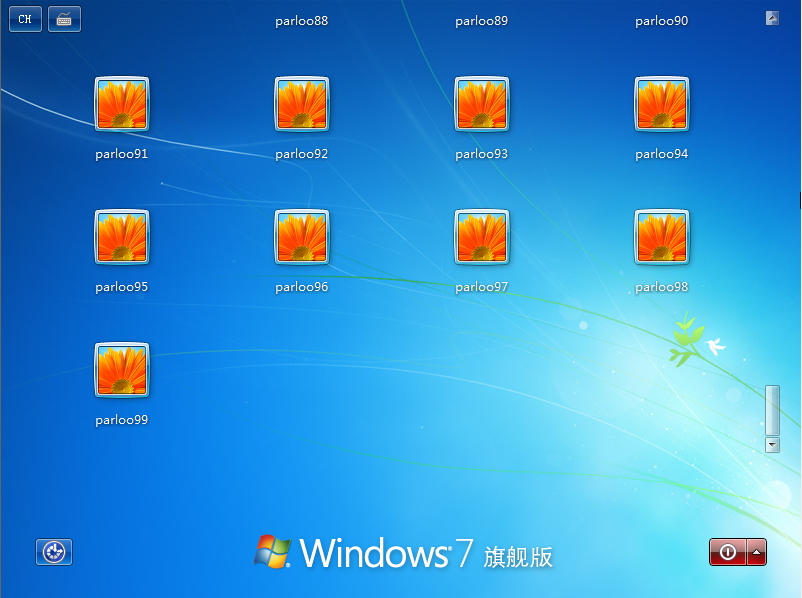 CH
parloo88 parloo89 parloo90
parloo91 parloo92 parloo93 parloo94
parloo95 parloo96 parloo97 parloo98
parloo99
Windows 7 旗舰版